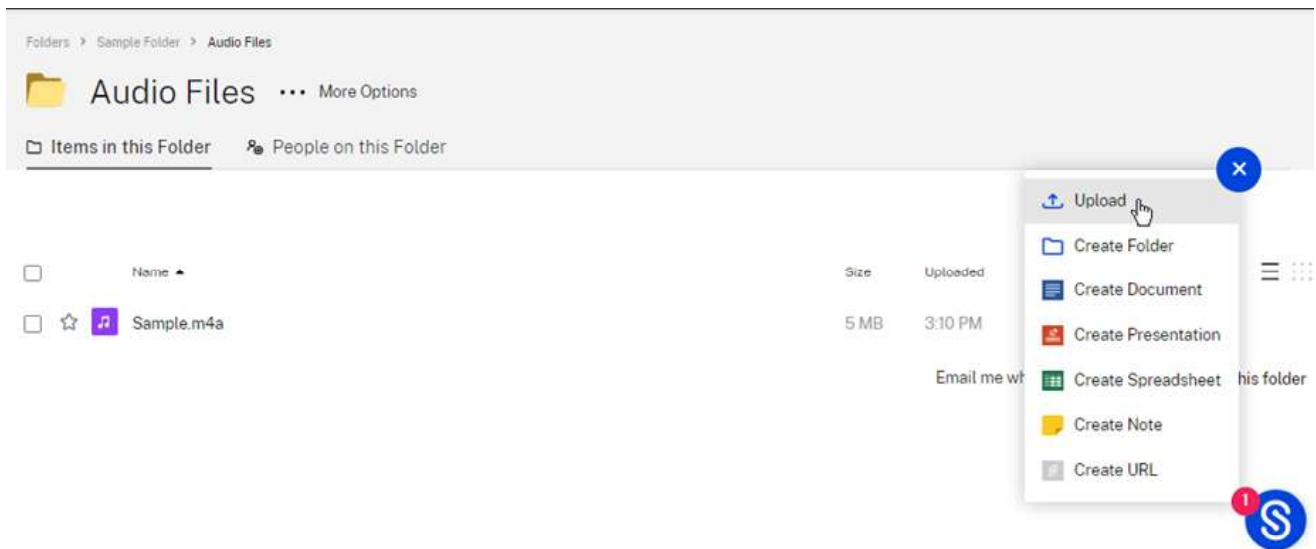 Folders > Sample Folder > Audio Files
Audio Files ••• More Options
Items in this Folder People on this Folder
Upload
Create Folder
Name Size Uploaded
Create Document
Sample.m4a 5 MB 3:10 PM
Create Presentation
Email me his folder
Create Spreadsheet
Create Note
Create URL
1
S